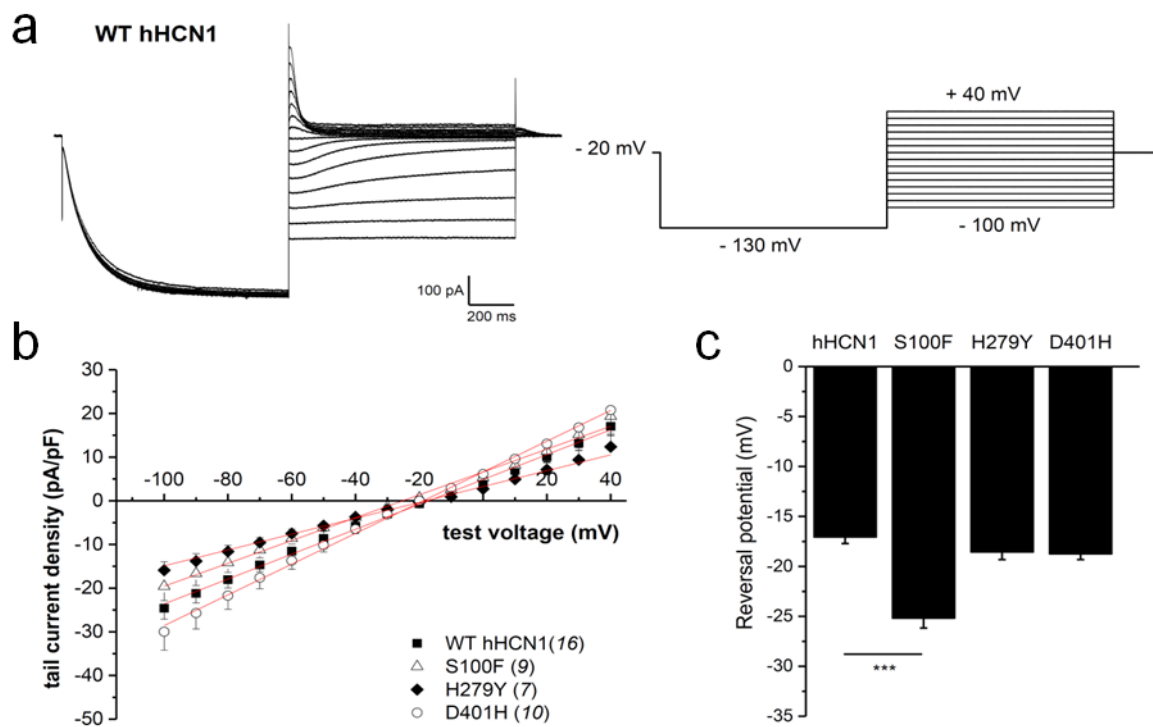 a
WT hHCN1
100 pA
200 ms
+ 40 mV
- 20 mV
- 130 mV
- 100 mV
b
tail current density (pA/pF)
30
20
10
0
-10
-20
-30
-40
-50
-100 -80 -60 -40 -20 0 20 40
test voltage (mV)
WT hHCN1(16)
S100F (9)
H279Y (7)
D401H (10)
c
hHCN1 S100F H279Y D401H
Reversal potential (mV)
0
-5
-10
-15
-20
-25
-30
-35
***